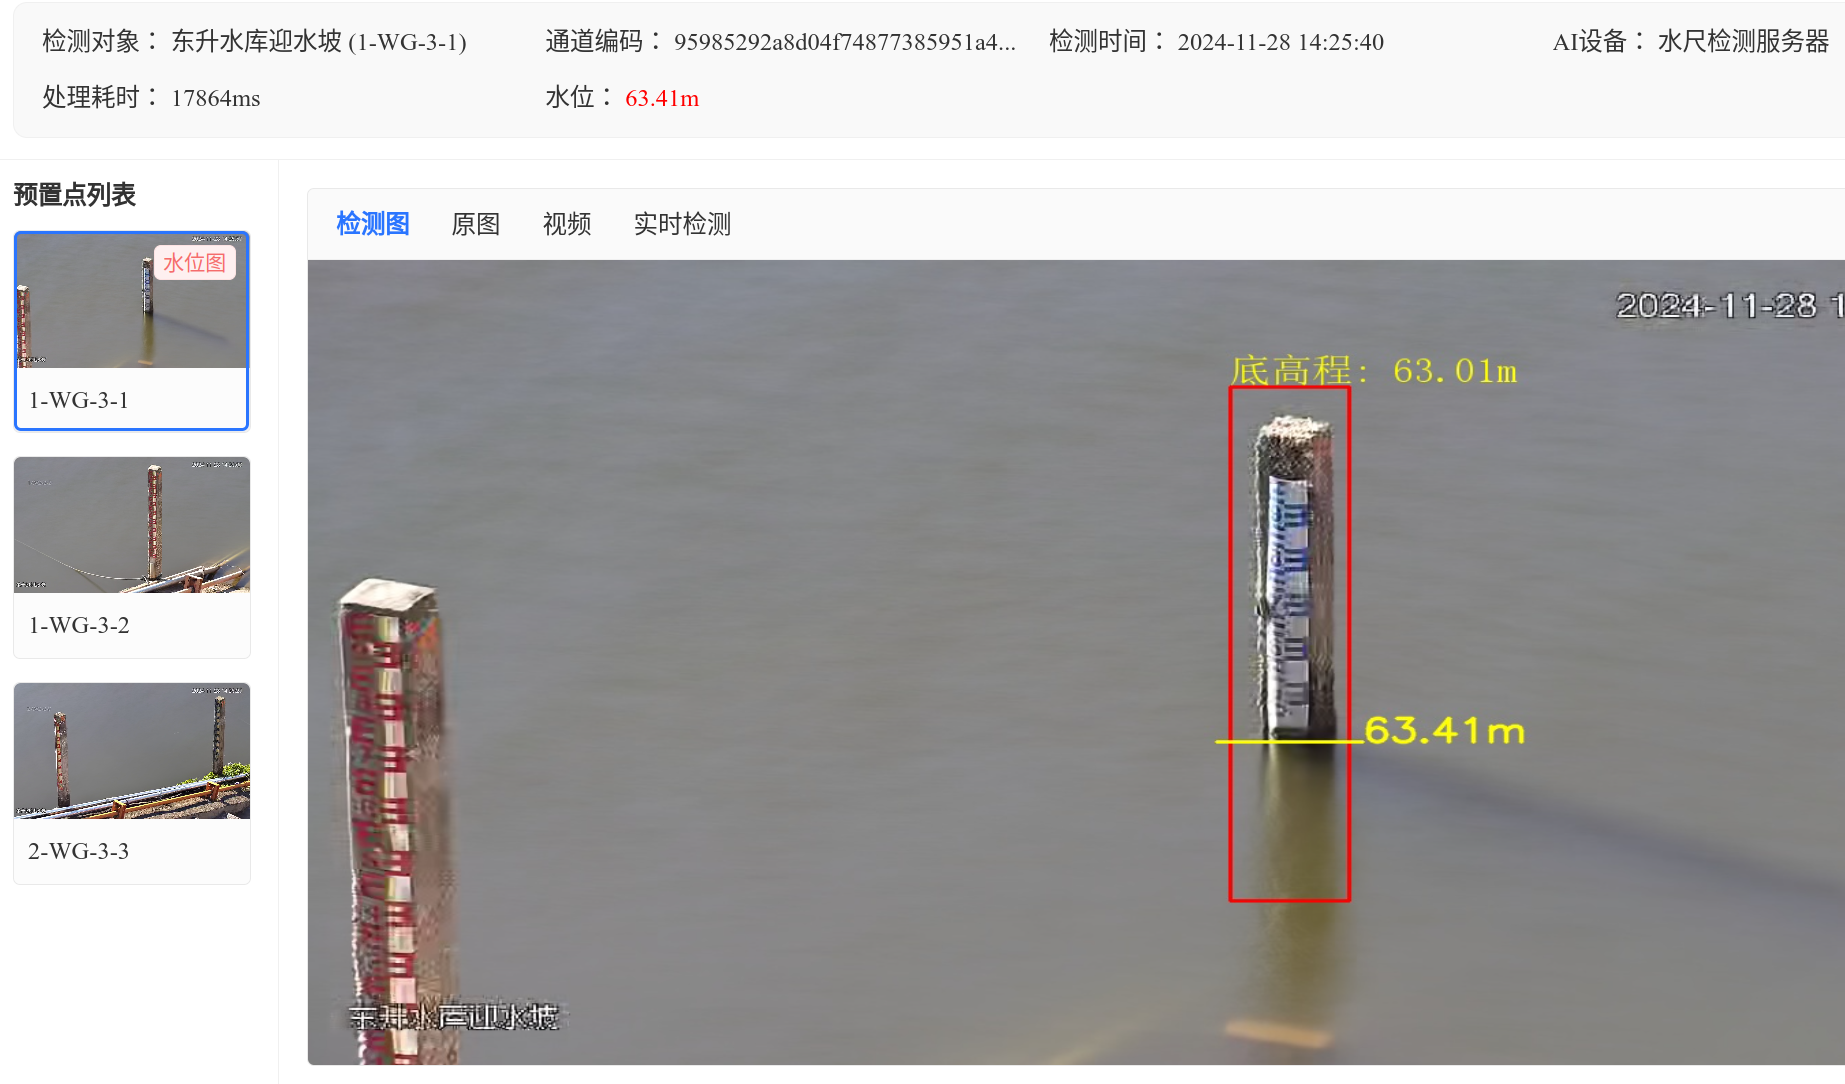 检测对象： 东升水库迎水坡 (1-WG-3-1)
通道编码： 95985292a8d04f74877385951a4...
检测时间： 2024-11-28 14:25:40
AI设备： 水尺检测服务器
处理耗时： 17864ms
水位： 63.41m
预置点列表
水位图
1-WG-3-1
1-WG-3-2
2-WG-3-3
检测图 原图 视频 实时检测
2024-11-28 1
底高程: 63.01m
63.41m
东升水库迎水坡